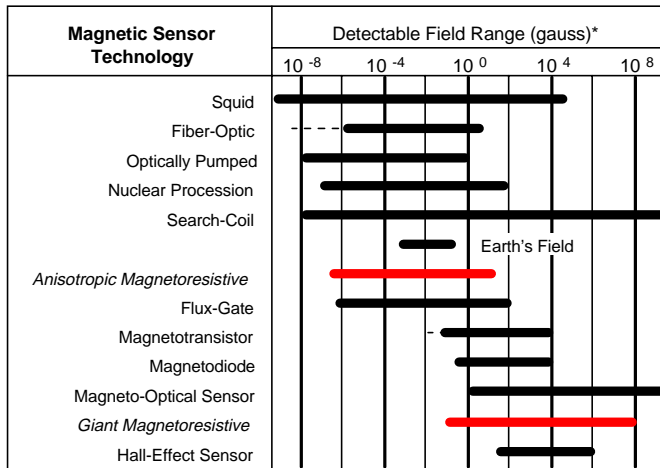 Magnetic Sensor
Technology
Detectable Field Range (gauss)*
10 -8 10 -4 10 0 10 4 10 8
Squid
Fiber-Optic
Optically Pumped
Nuclear Procession
Search-Coil
Earth's Field
Anisotropic Magnetoresistive
Flux-Gate
Magnetotransistor
Magnetodiode
Magneto-Optical Sensor
Giant Magnetoresistive
Hall-Effect Sensor